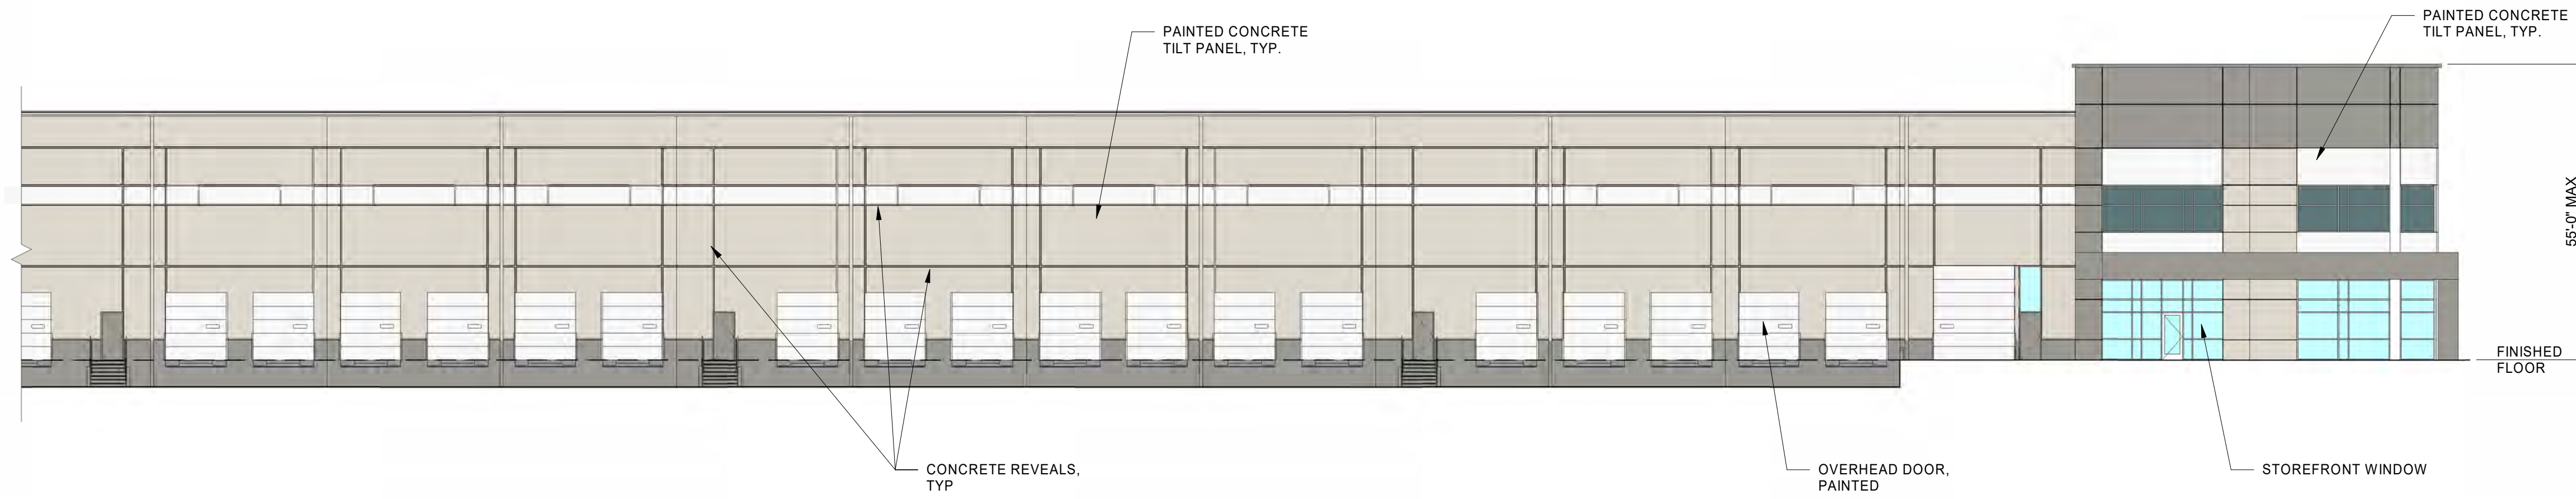 PAINTED CONCRETE
TILT PANEL, TYP.
PAINTED CONCRETE
TILT PANEL, TYP.
55'-0" MAX
FINISHED
FLOOR
CONCRETE REVEALS,
TYP
OVERHEAD DOOR,
PAINTED
STOREFRONT WINDOW